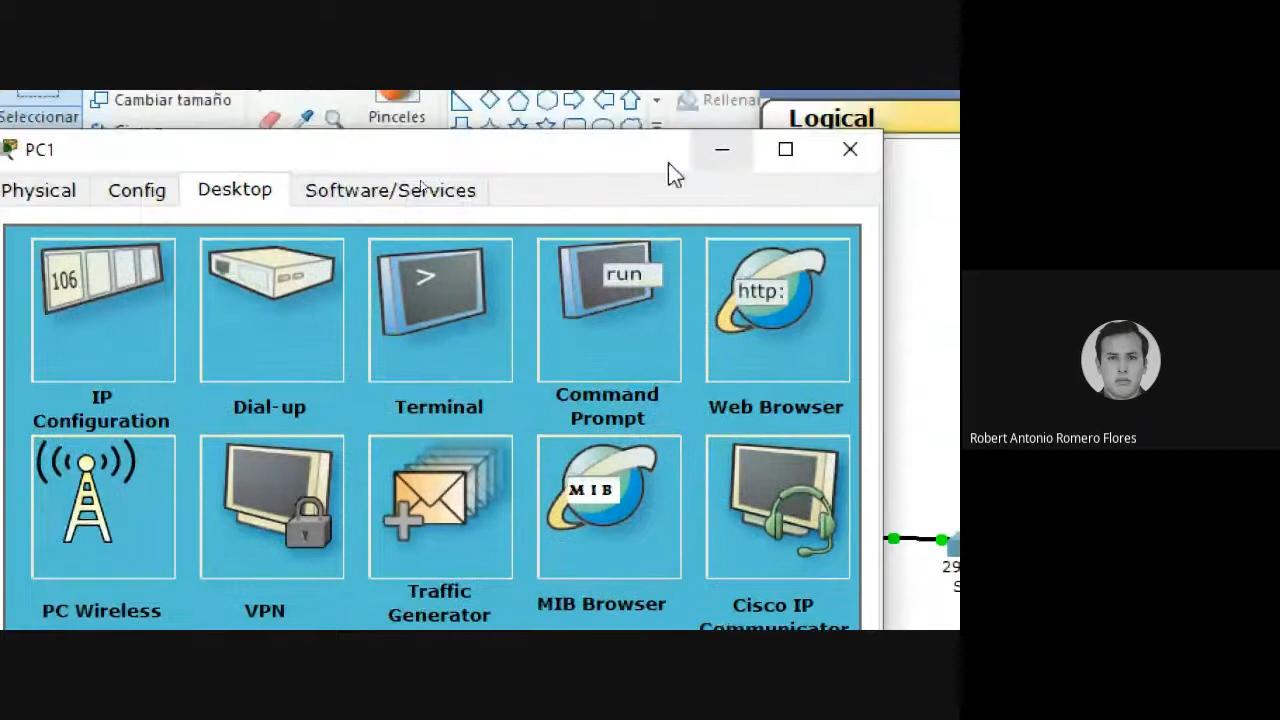 Seleccionar
Cambiar tamaño
Pinceles
Rellenar
Logical
PC1
Physical
Config
Desktop
Software/Services
106
>
run
http:
IP
Configuration
Dial-up
Terminal
Command
Prompt
Web Browser
MIB
PC Wireless
VPN
Traffic
Generator
MIB Browser
Cisco IP
Communicator
29
S
Robert Antonio Romero Flores